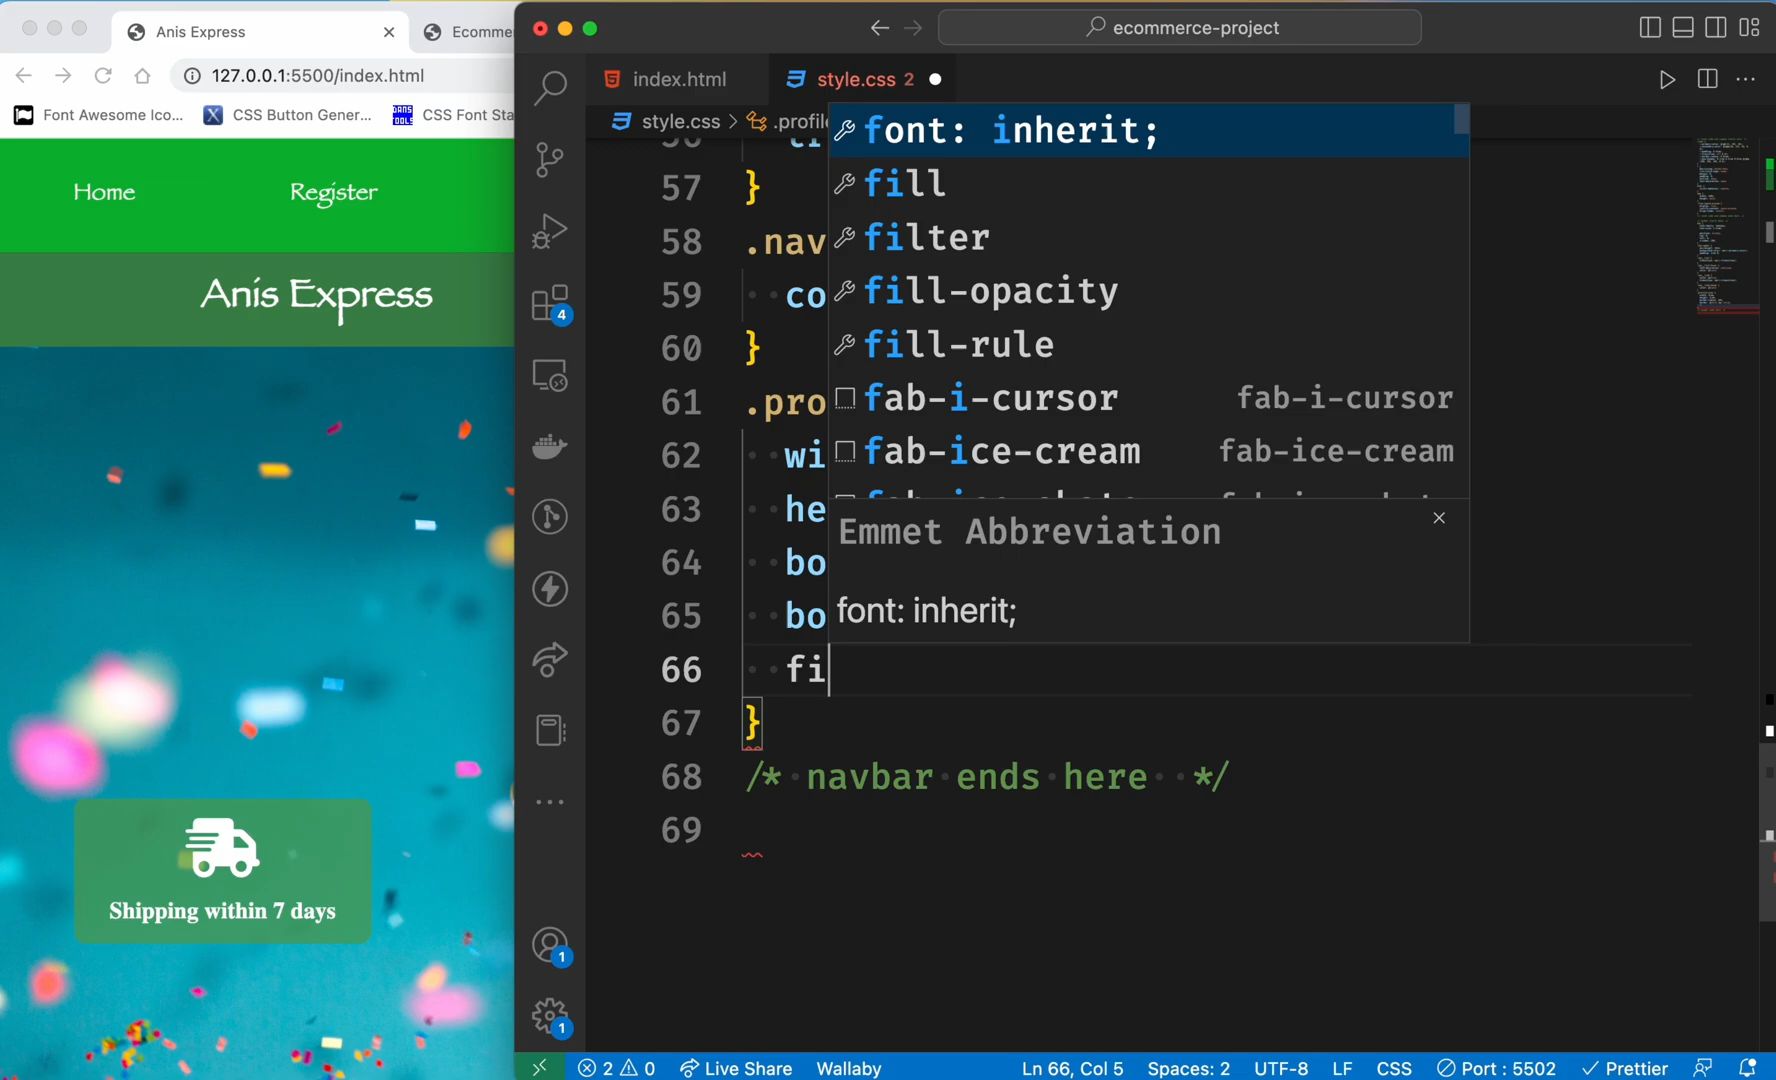 Anis Express
Ecomme
ecommerce-project
127.0.0.1:5500/index.html
Font Awesome Ico...
CSS Button Gener...
CSS Font Sta
DANS TOOLS
Home
Register
Anis Express
Shipping within 7 days
4
1
1
index.html
style.css 2
style.css > .profil
57 }
58 .nav
59 co
60 }
61 .pro
62 wi
63 he
64 bo
65 bo
66 fi
67 }
68 /* navbar ends here */
69
font: inherit;
fill
filter
fill-opacity
fill-rule
fab-i-cursor fab-i-cursor
fab-ice-cream fab-ice-cream
Emmet Abbreviation
font: inherit;
2 0 Live Share Wallaby Ln 66, Col 5 Spaces: 2 UTF-8 LF CSS Port : 5502 Prettier